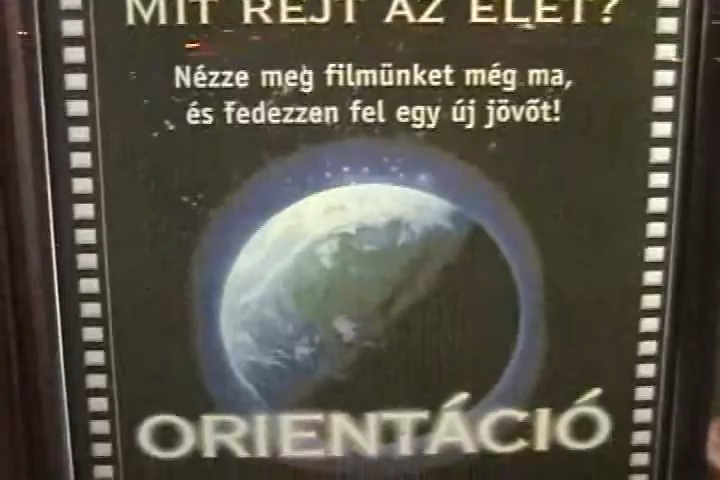 MIT REJT AZ ÉLET?
Nézze meg filmünket még ma,
és fedezzen fel egy új jövőt!
ORIENTÁCIÓ